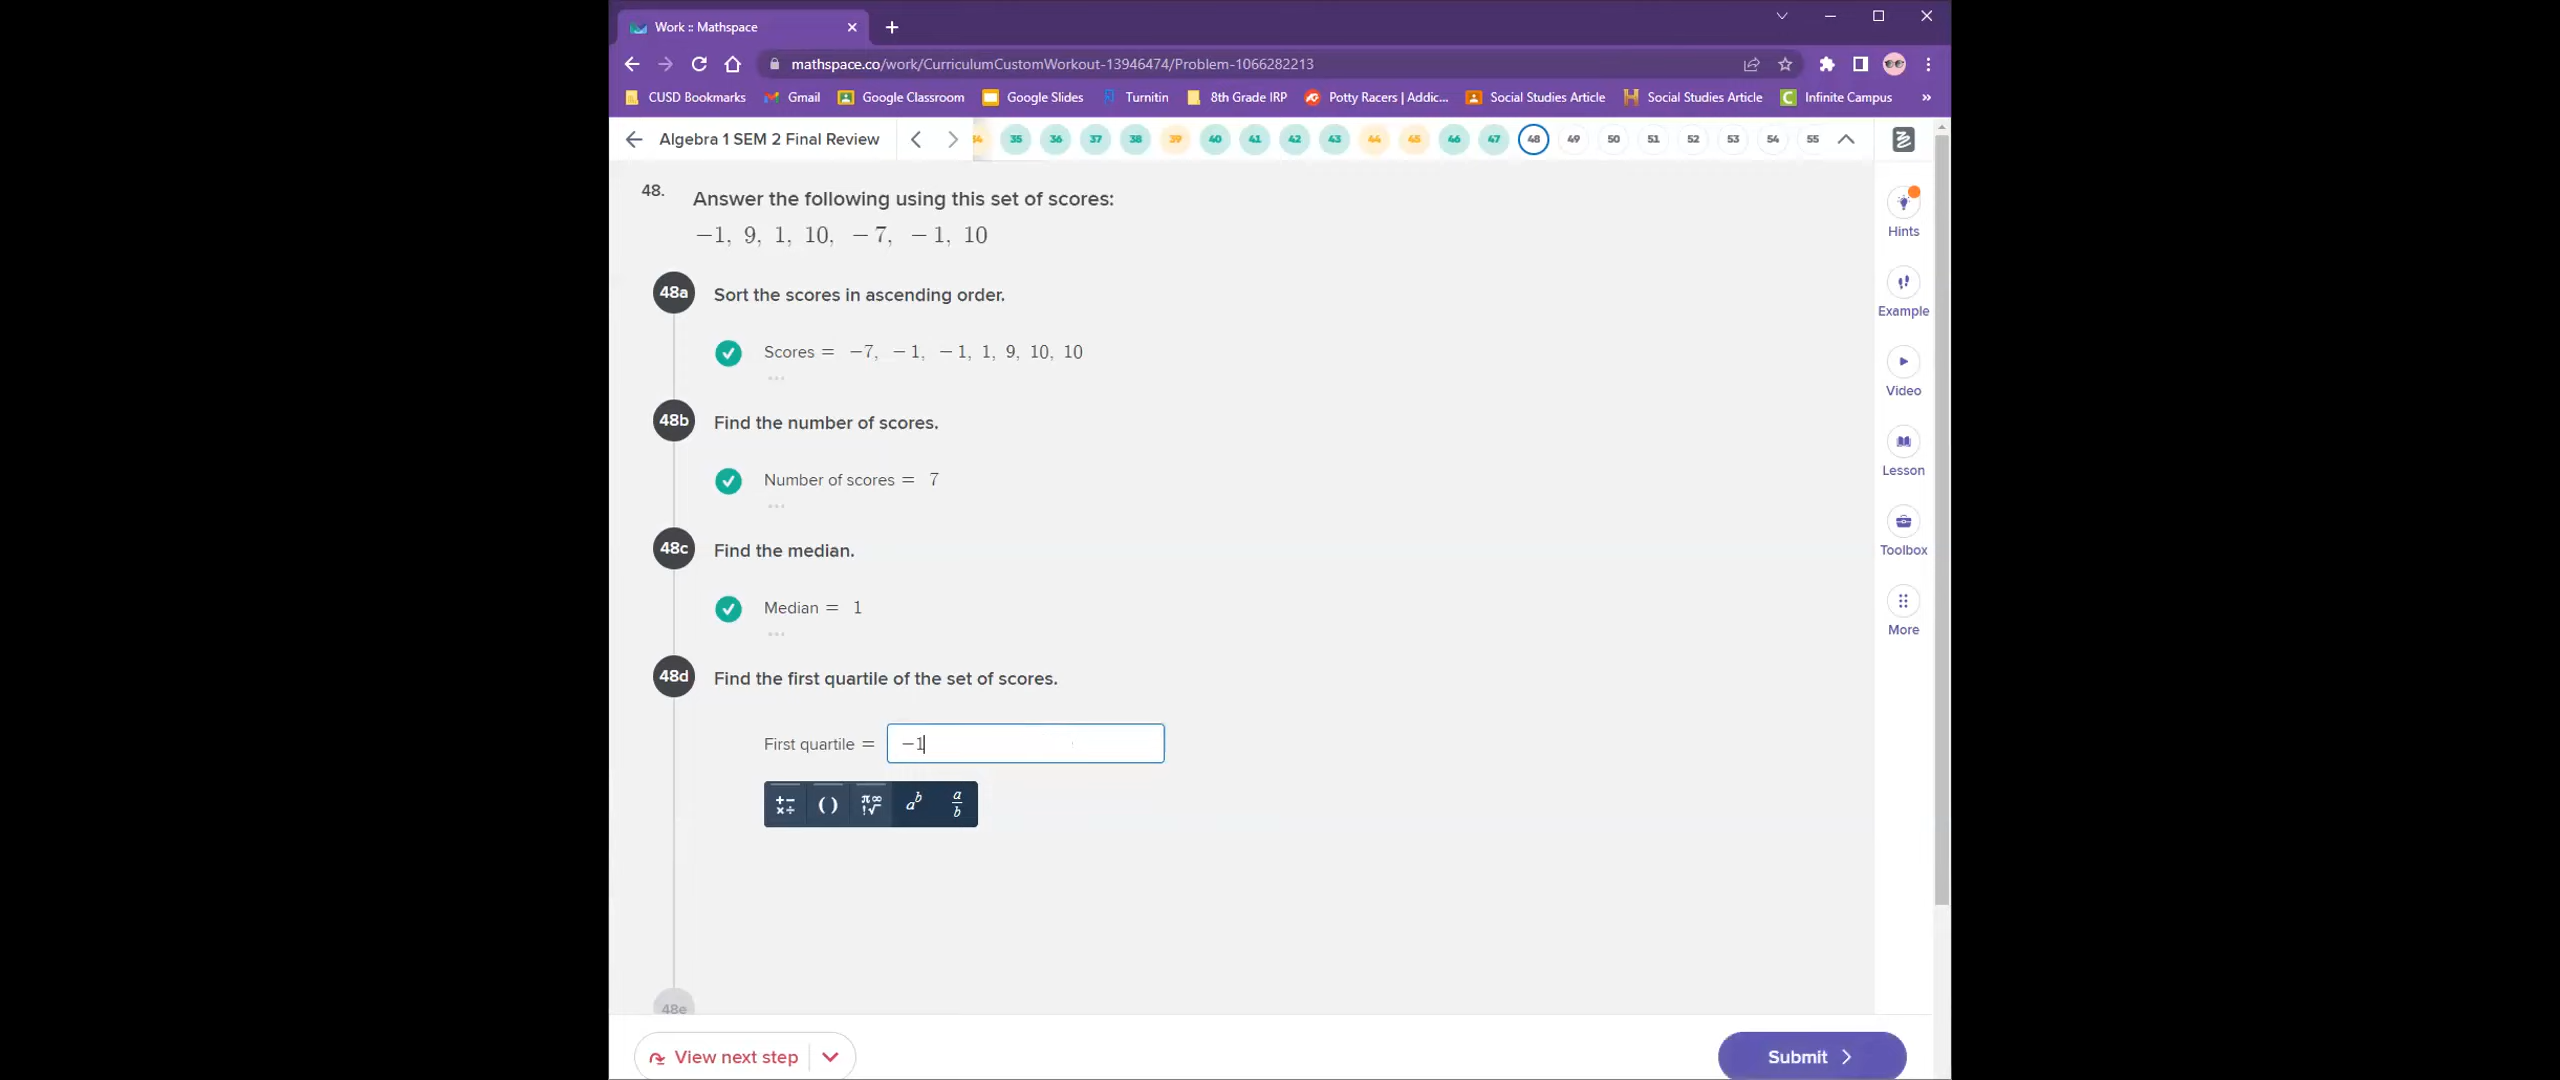 Work :: Mathspace
mathspace.co/work/CurriculumCustomWorkout-13946474/Problem-1066282213
CUSD Bookmarks Gmail Google Classroom Google Slides Turnitin 8th Grade IRP Potty Racers | Addic... Social Studies Article Social Studies Article Infinite Campus »
Algebra 1 SEM 2 Final Review 34 35 36 37 38 39 40 41 42 43 44 45 46 47 48 49 50 51 52 53 54 55
48. Answer the following using this set of scores:
−1, 9, 1, 10, −7, −1, 10
48a Sort the scores in ascending order.
Scores = −7, −1, −1, 1, 9, 10, 10
...
48b Find the number of scores.
Number of scores = 7
...
48c Find the median.
Median = 1
...
48d Find the first quartile of the set of scores.
First quartile = −1
+− ×÷ ( ) π∞ !√ a^b a/b
48e
View next step
Submit
Hints
Example
Video
Lesson
Toolbox
More